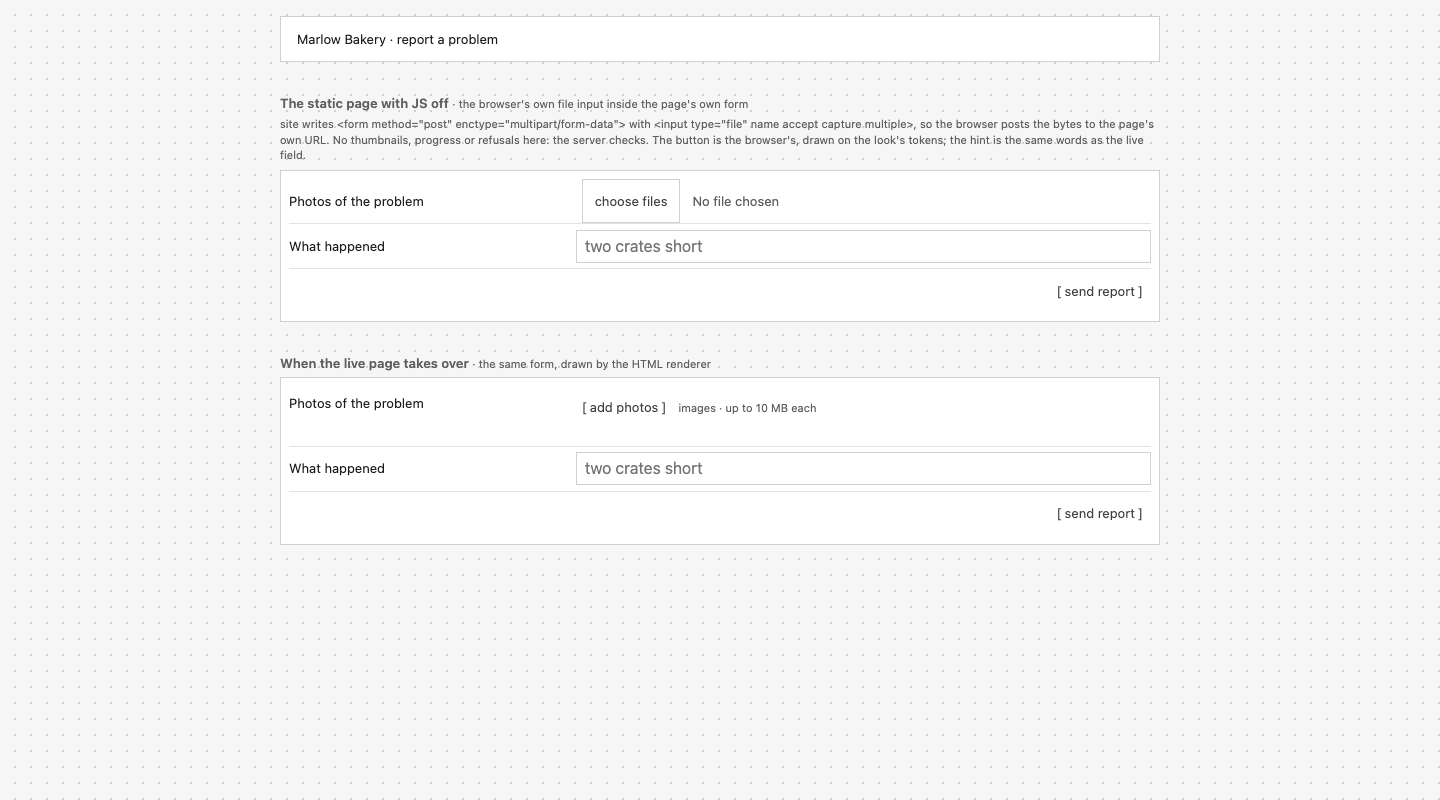 Marlow Bakery · report a problem
The static page with JS off · the browser's own file input inside the page's own form
site writes <form method="post" enctype="multipart/form-data"> with <input type="file" name accept capture multiple>, so the browser posts the bytes to the page's
own URL. No thumbnails, progress or refusals here: the server checks. The button is the browser's, drawn on the look's tokens; the hint is the same words as the live
field.
Photos of the problem choose files No file chosen
What happened two crates short
[ send report ]
When the live page takes over · the same form, drawn by the HTML renderer
Photos of the problem [ add photos ] images · up to 10 MB each
What happened two crates short
[ send report ]